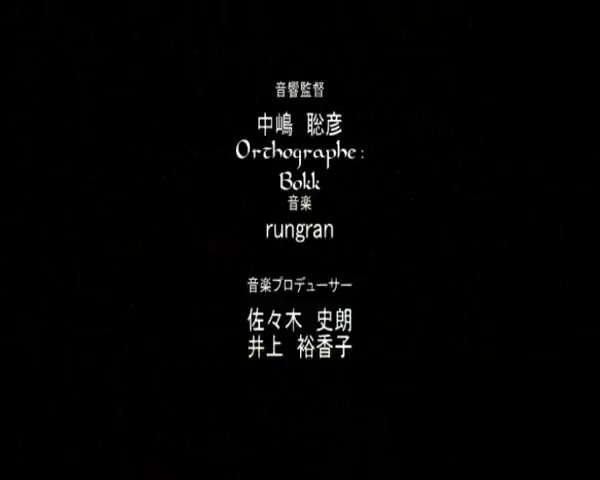 音響監督
中嶋 聡彦
Orthographe:
Bokk
音楽
rungran
音楽プロデューサー
佐々木 史朗
井上 裕香子